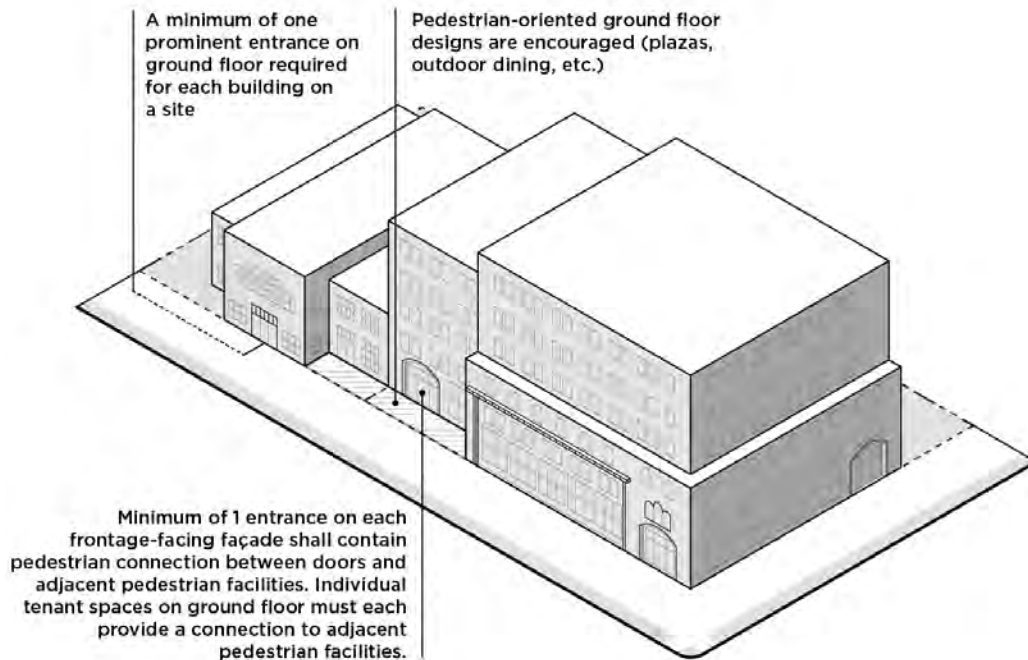 A minimum of one
prominent entrance on
ground floor required
for each building on
a site
Pedestrian-oriented ground floor
designs are encouraged (plazas,
outdoor dining, etc.)
Minimum of 1 entrance on each
frontage-facing façade shall contain
pedestrian connection between doors and
adjacent pedestrian facilities. Individual
tenant spaces on ground floor must each
provide a connection to adjacent
pedestrian facilities.